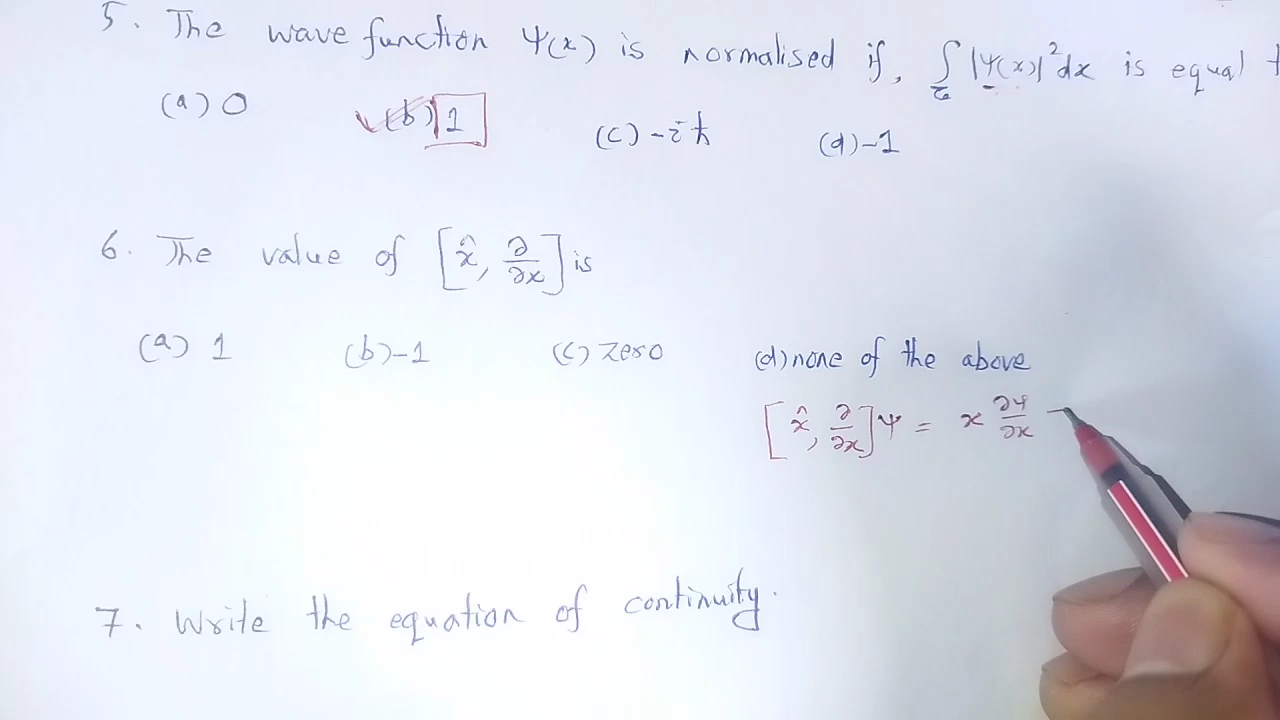 5. The wave function Ψ(x) is normalised if, ∫τ |Ψ(x)|² dx is equal
(a) 0 (b) 1 (c) -iħ (d) -1
6. The value of [x̂, ∂/∂x] is
(a) 1 (b) -1 (c) zero (d) none of the above
[x̂, ∂/∂x]Ψ = x ∂Ψ/∂x -
7. Write the equation of continuity.